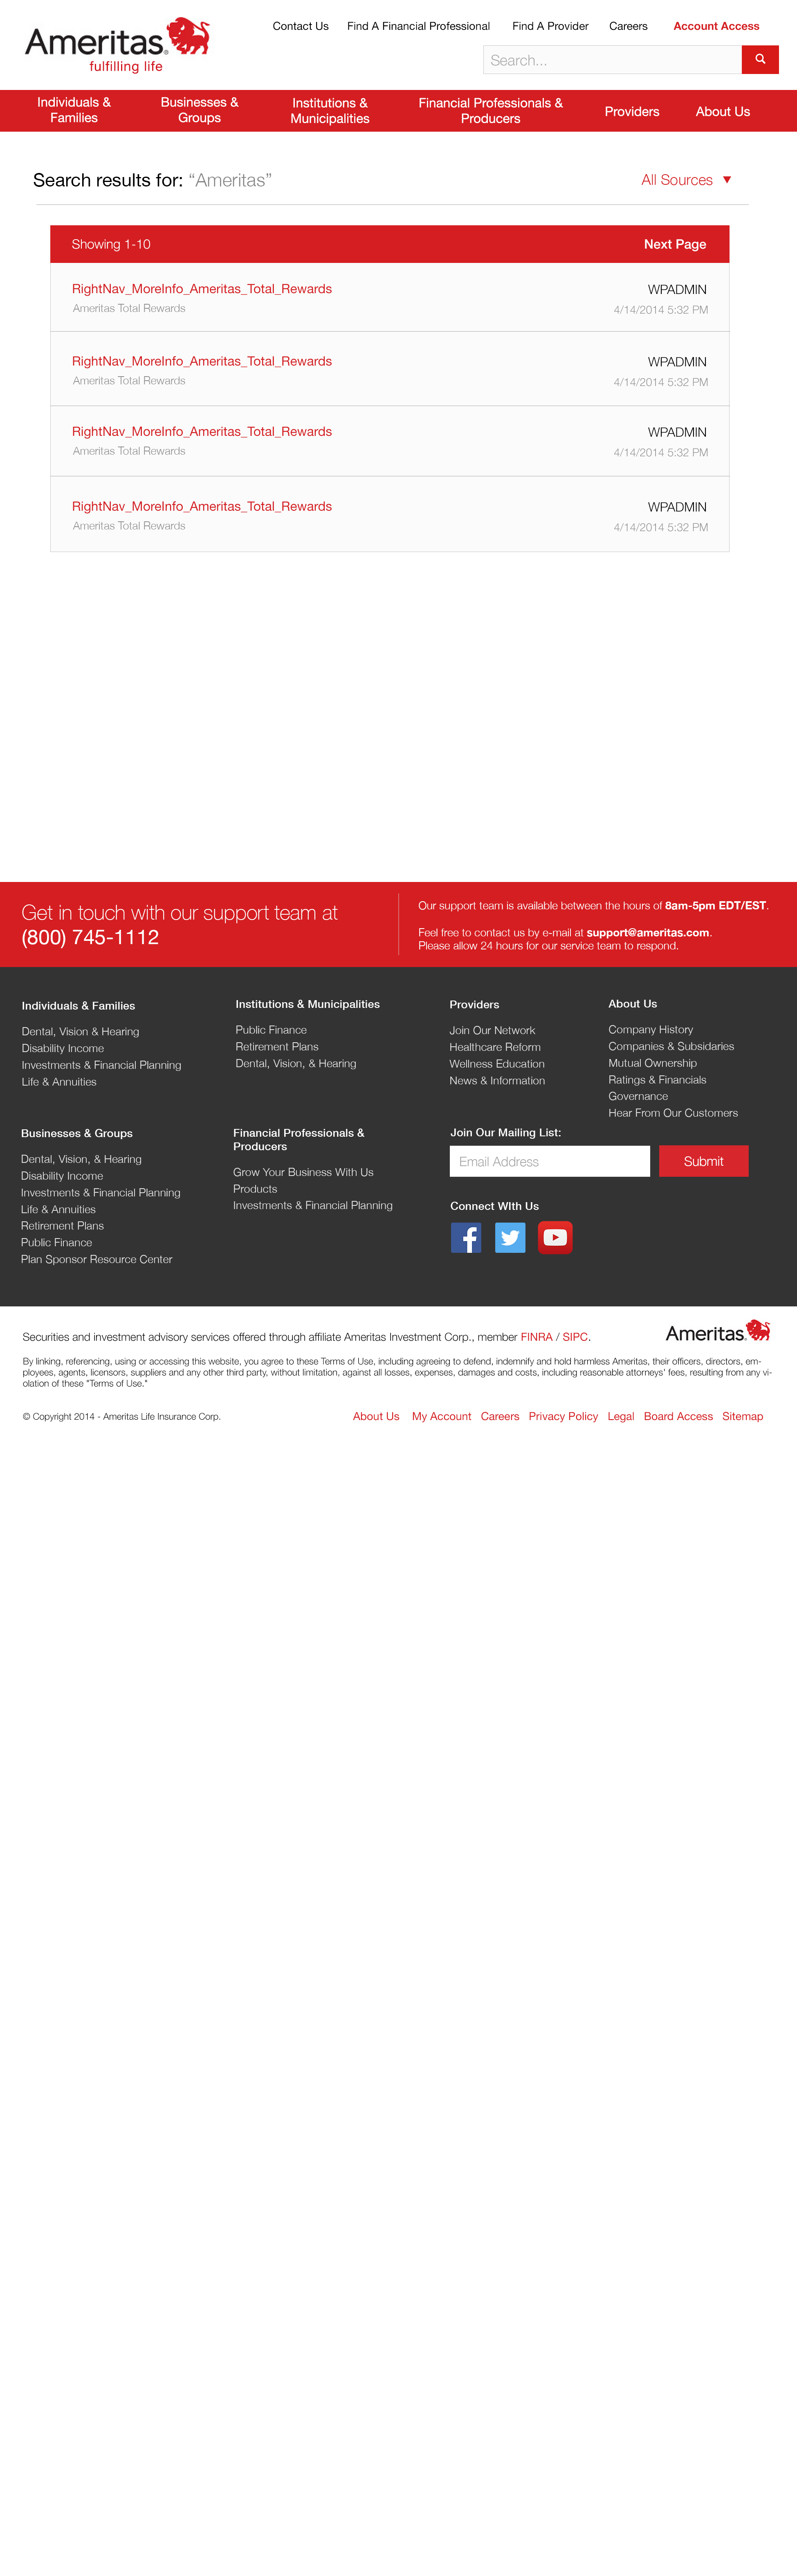 Contact Us Find A Financial Professional Find A Provider Careers Account Access
Ameritas®
fulfilling life
Search...
Individuals &
Families
Businesses &
Groups
Institutions &
Municipalities
Financial Professionals &
Producers
Providers
About Us
Search results for: “Ameritas”
All Sources
Showing 1-10
Next Page
RightNav_MoreInfo_Ameritas_Total_Rewards
WPADMIN
Ameritas Total Rewards
4/14/2014 5:32 PM
RightNav_MoreInfo_Ameritas_Total_Rewards
WPADMIN
Ameritas Total Rewards
4/14/2014 5:32 PM
RightNav_MoreInfo_Ameritas_Total_Rewards
WPADMIN
Ameritas Total Rewards
4/14/2014 5:32 PM
RightNav_MoreInfo_Ameritas_Total_Rewards
WPADMIN
Ameritas Total Rewards
4/14/2014 5:32 PM
Get in touch with our support team at
(800) 745-1112
Our support team is available between the hours of 8am-5pm EDT/EST.
Feel free to contact us by e-mail at support@ameritas.com.
Please allow 24 hours for our service team to respond.
Individuals & Families
Dental, Vision & Hearing
Disability Income
Investments & Financial Planning
Life & Annuities
Institutions & Municipalities
Public Finance
Retirement Plans
Dental, Vision, & Hearing
Providers
Join Our Network
Healthcare Reform
Wellness Education
News & Information
About Us
Company History
Companies & Subsidaries
Mutual Ownership
Ratings & Financials
Governance
Hear From Our Customers
Businesses & Groups
Dental, Vision, & Hearing
Disability Income
Investments & Financial Planning
Life & Annuities
Retirement Plans
Public Finance
Plan Sponsor Resource Center
Financial Professionals &
Producers
Grow Your Business With Us
Products
Investments & Financial Planning
Join Our Mailing List:
Email Address
Submit
Connect WIth Us
Securities and investment advisory services offered through affiliate Ameritas Investment Corp., member FINRA / SIPC.
Ameritas®
By linking, referencing, using or accessing this website, you agree to these Terms of Use, including agreeing to defend, indemnify and hold harmless Ameritas, their officers, directors, em-
ployees, agents, licensors, suppliers and any other third party, without limitation, against all losses, expenses, damages and costs, including reasonable attorneys' fees, resulting from any vi-
olation of these "Terms of Use."
© Copyright 2014 - Ameritas Life Insurance Corp.
About Us My Account Careers Privacy Policy Legal Board Access Sitemap